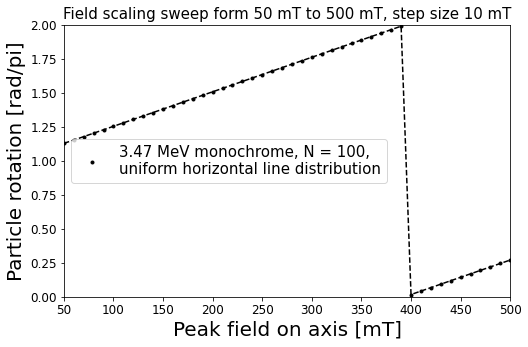 Field scaling sweep form 50 mT to 500 mT, step size 10 mT
2.00
1.75
1.50
1.25
1.00
0.75
0.50
0.25
0.00
Particle rotation [rad/pi]
3.47 MeV monochrome, N = 100,
uniform horizontal line distribution
50 100 150 200 250 300 350 400 450 500
Peak field on axis [mT]